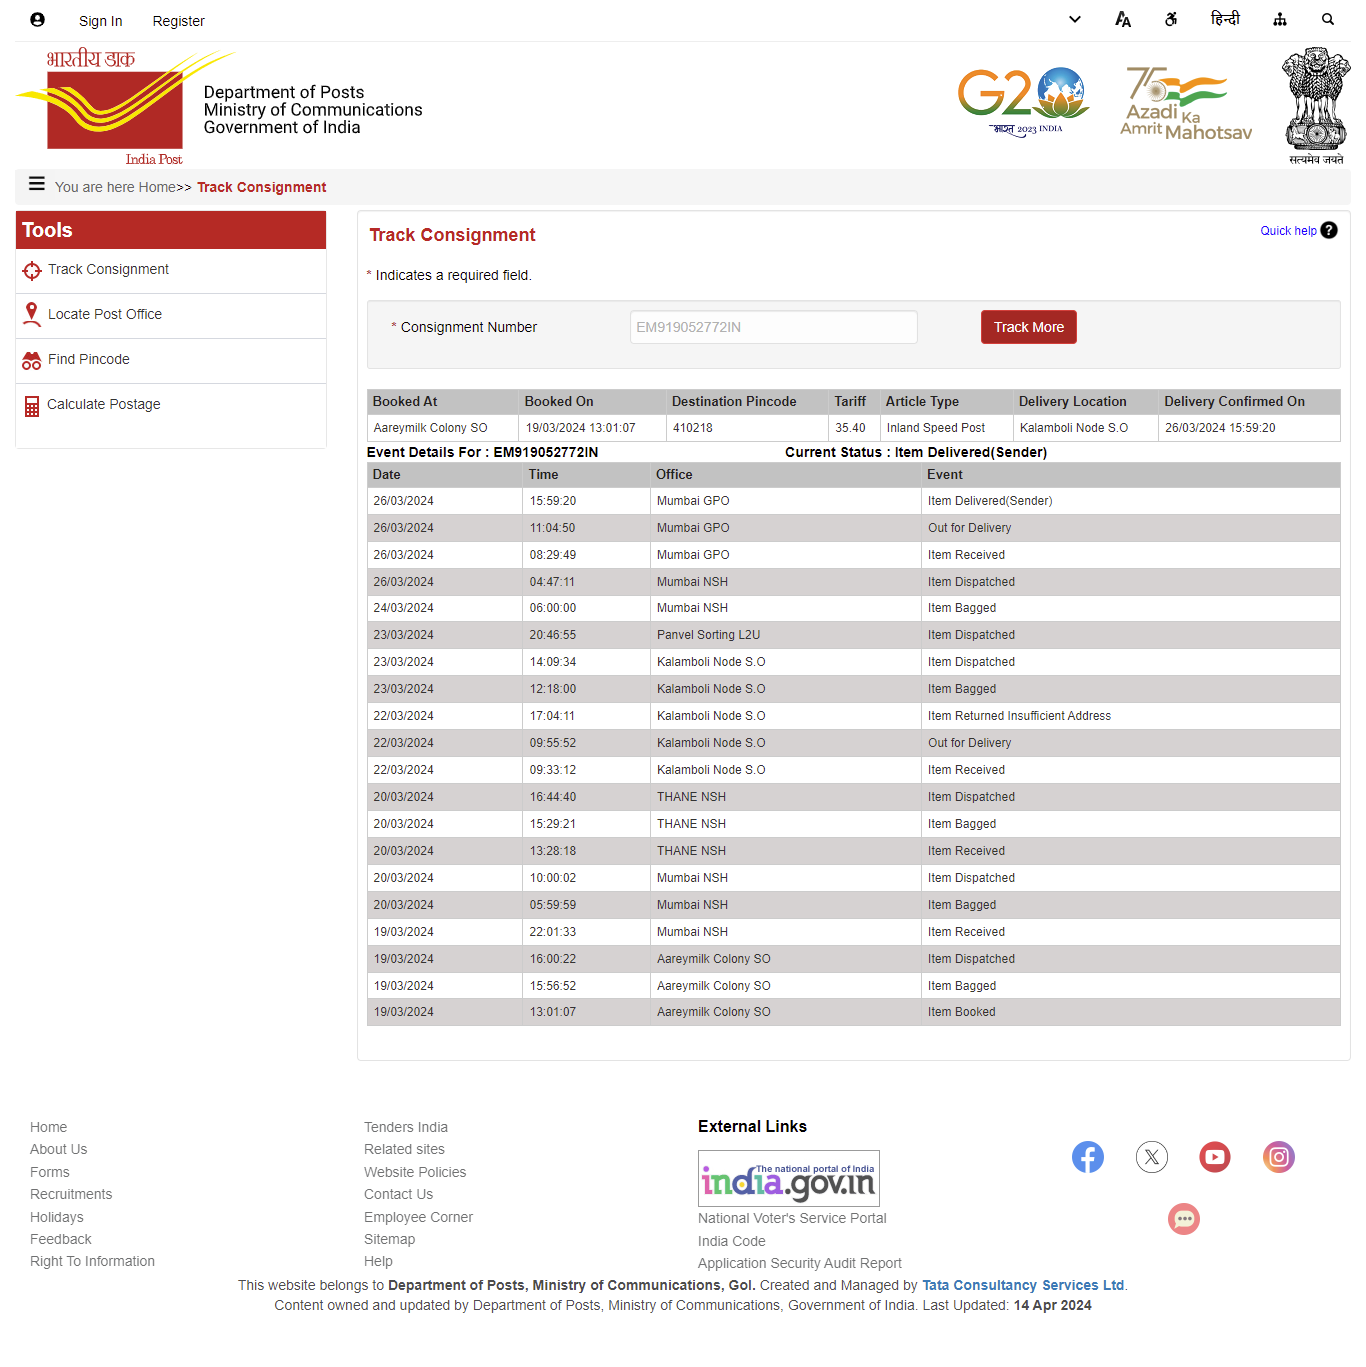 Sign In Register हिन्दी
भारतीय डाक
India Post
Department of Posts
Ministry of Communications
Government of India
G20
भारत 2023 INDIA
75
Azadi Ka
Amrit Mahotsav
सत्यमेव जयते
You are here Home>> Track Consignment
Tools
Track Consignment
Locate Post Office
Find Pincode
Calculate Postage
Track Consignment
Quick help ?
* Indicates a required field.
* Consignment Number EM919052772IN Track More
Booked At Booked On Destination Pincode Tariff Article Type Delivery Location Delivery Confirmed On
Aareymilk Colony SO 19/03/2024 13:01:07 410218 35.40 Inland Speed Post Kalamboli Node S.O 26/03/2024 15:59:20
Event Details For : EM919052772IN Current Status : Item Delivered(Sender)
Date Time Office Event
26/03/2024 15:59:20 Mumbai GPO Item Delivered(Sender)
26/03/2024 11:04:50 Mumbai GPO Out for Delivery
26/03/2024 08:29:49 Mumbai GPO Item Received
26/03/2024 04:47:11 Mumbai NSH Item Dispatched
24/03/2024 06:00:00 Mumbai NSH Item Bagged
23/03/2024 20:46:55 Panvel Sorting L2U Item Dispatched
23/03/2024 14:09:34 Kalamboli Node S.O Item Dispatched
23/03/2024 12:18:00 Kalamboli Node S.O Item Bagged
22/03/2024 17:04:11 Kalamboli Node S.O Item Returned Insufficient Address
22/03/2024 09:55:52 Kalamboli Node S.O Out for Delivery
22/03/2024 09:33:12 Kalamboli Node S.O Item Received
20/03/2024 16:44:40 THANE NSH Item Dispatched
20/03/2024 15:29:21 THANE NSH Item Bagged
20/03/2024 13:28:18 THANE NSH Item Received
20/03/2024 10:00:02 Mumbai NSH Item Dispatched
20/03/2024 05:59:59 Mumbai NSH Item Bagged
19/03/2024 22:01:33 Mumbai NSH Item Received
19/03/2024 16:00:22 Aareymilk Colony SO Item Dispatched
19/03/2024 15:56:52 Aareymilk Colony SO Item Bagged
19/03/2024 13:01:07 Aareymilk Colony SO Item Booked
Home
About Us
Forms
Recruitments
Holidays
Feedback
Right To Information
Tenders India
Related sites
Website Policies
Contact Us
Employee Corner
Sitemap
Help
External Links
The national portal of India
india.gov.in
National Voter's Service Portal
India Code
Application Security Audit Report
This website belongs to Department of Posts, Ministry of Communications, GoI. Created and Managed by Tata Consultancy Services Ltd.
Content owned and updated by Department of Posts, Ministry of Communications, Government of India. Last Updated: 14 Apr 2024